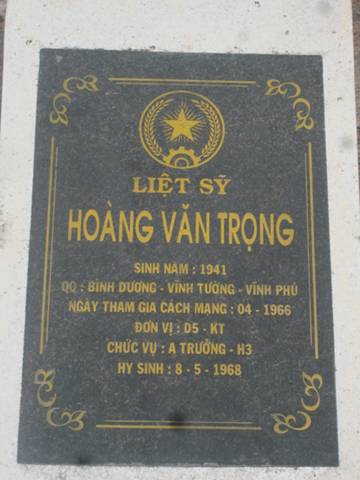 LIỆT SỸ
HOÀNG VĂN TRỌNG
SINH NĂM : 1941
QQ : BÌNH DƯƠNG - VĨNH TƯỜNG - VĨNH PHÚ
NGÀY THAM GIA CÁCH MẠNG : 04 - 1966
ĐƠN VỊ : D5 - KT
CHỨC VỤ : A TRƯỞNG - H3
HY SINH : 8 - 5 - 1968